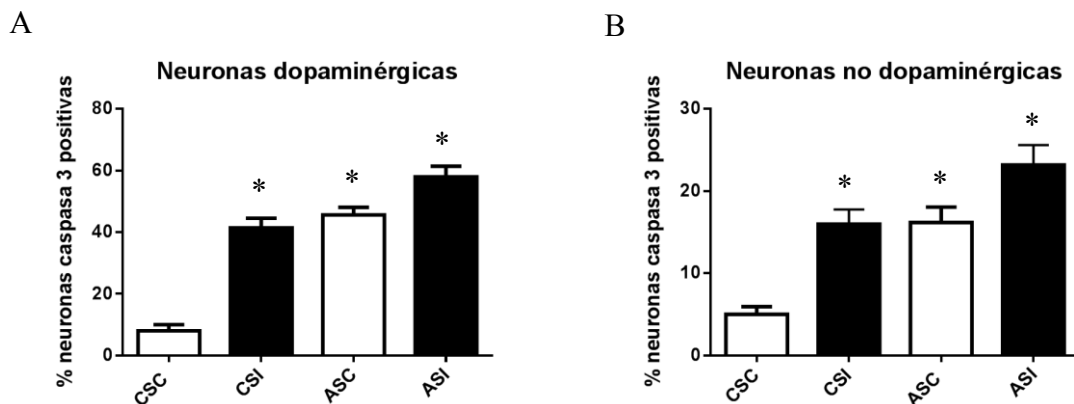 A
Neuronas dopaminérgicas
% neuronas caspasa 3 positivas
80
60
40
20
0
*
*
*
CSC
CSI
ASC
ASI
B
Neuronas no dopaminérgicas
% neuronas caspasa 3 positivas
30
20
10
0
*
*
*
CSC
CSI
ASC
ASI